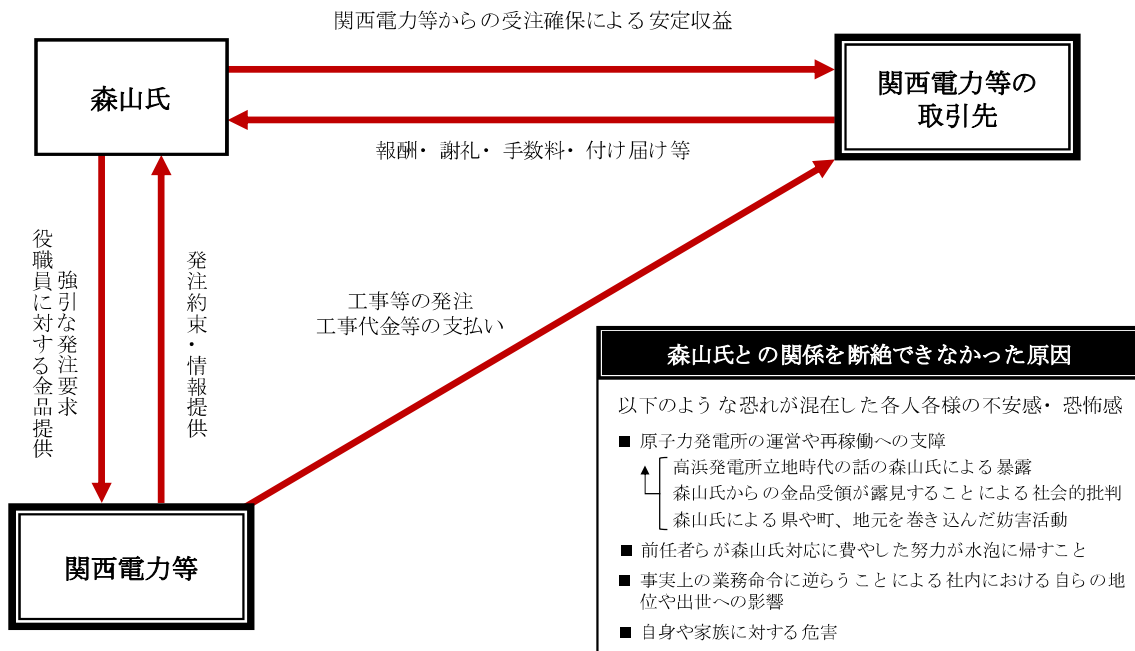 関西電力等からの受注確保による安定収益
森山氏
関西電力等の
取引先
報酬・謝礼・手数料・付け届け等
強引な発注要求
役職員に対する金品提供
発注約束・情報提供
工事等の発注
工事代金等の支払い
関西電力等
森山氏との関係を断絶できなかった原因
以下のような恐れが混在した各人各様の不安感・恐怖感
■ 原子力発電所の運営や再稼働への支障
高浜発電所立地時代の話の森山氏による暴露
森山氏からの金品受領が露見することによる社会的批判
森山氏による県や町、地元を巻き込んだ妨害活動
■ 前任者らが森山氏対応に費やした努力が水泡に帰すこと
■ 事実上の業務命令に逆らうことによる社内における自らの地
位や出世への影響
■ 自身や家族に対する危害